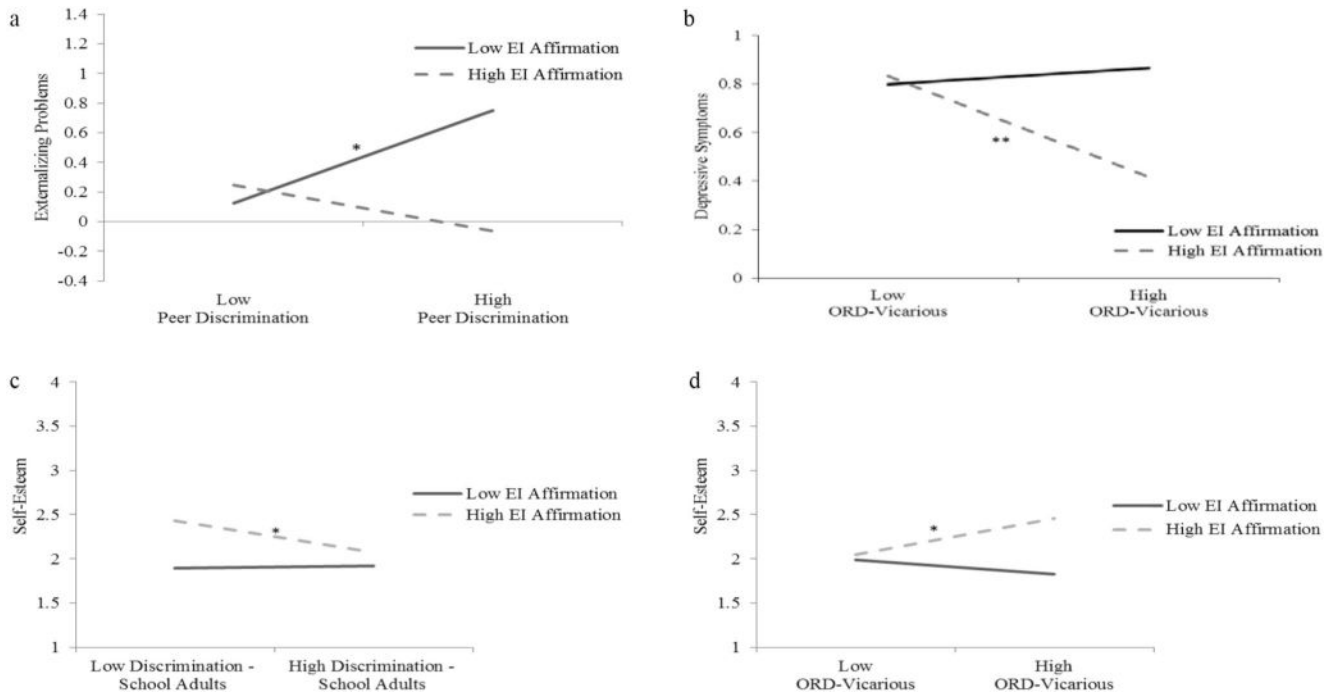 a
1.4
1.2
1
0.8
0.6
0.4
0.2
0
-0.2
-0.4
Externalizing Problems
Low EI Affirmation
High EI Affirmation
*
Low
Peer Discrimination
High
Peer Discrimination
b
1
0.8
0.6
0.4
0.2
0
Depressive Symptoms
**
Low EI Affirmation
High EI Affirmation
Low
ORD-Vicarious
High
ORD-Vicarious
c
4
3.5
3
2.5
2
1.5
1
Self-Esteem
Low EI Affirmation
High EI Affirmation
*
Low Discrimination -
School Adults
High Discrimination -
School Adults
d
4
3.5
3
2.5
2
1.5
1
Self-Esteem
Low EI Affirmation
High EI Affirmation
*
Low
ORD-Vicarious
High
ORD-Vicarious